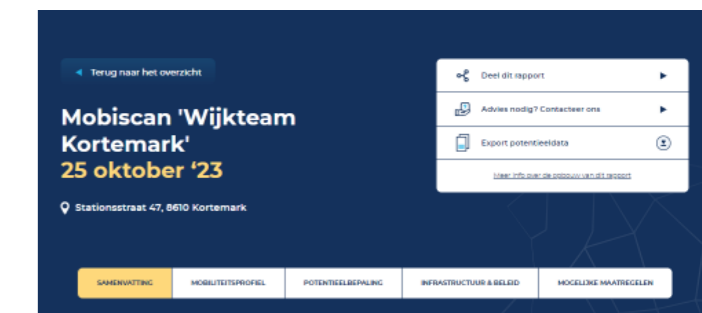 Terug naar het overzicht
Mobiscan 'Wijkteam
Kortemark'
25 oktober ‘23
Stationsstraat 47, 8610 Kortemark
Deel dit rapport
Advies nodig? Contacteer ons
Export potentieeldata
Meer info over de opbouw van dit rapport
SAMENVATTING
MOBILITEITSPROFIEL
POTENTIEELBEPALING
INFRASTRUCTUUR & BELEID
MOGELIJKE MAATREGELEN